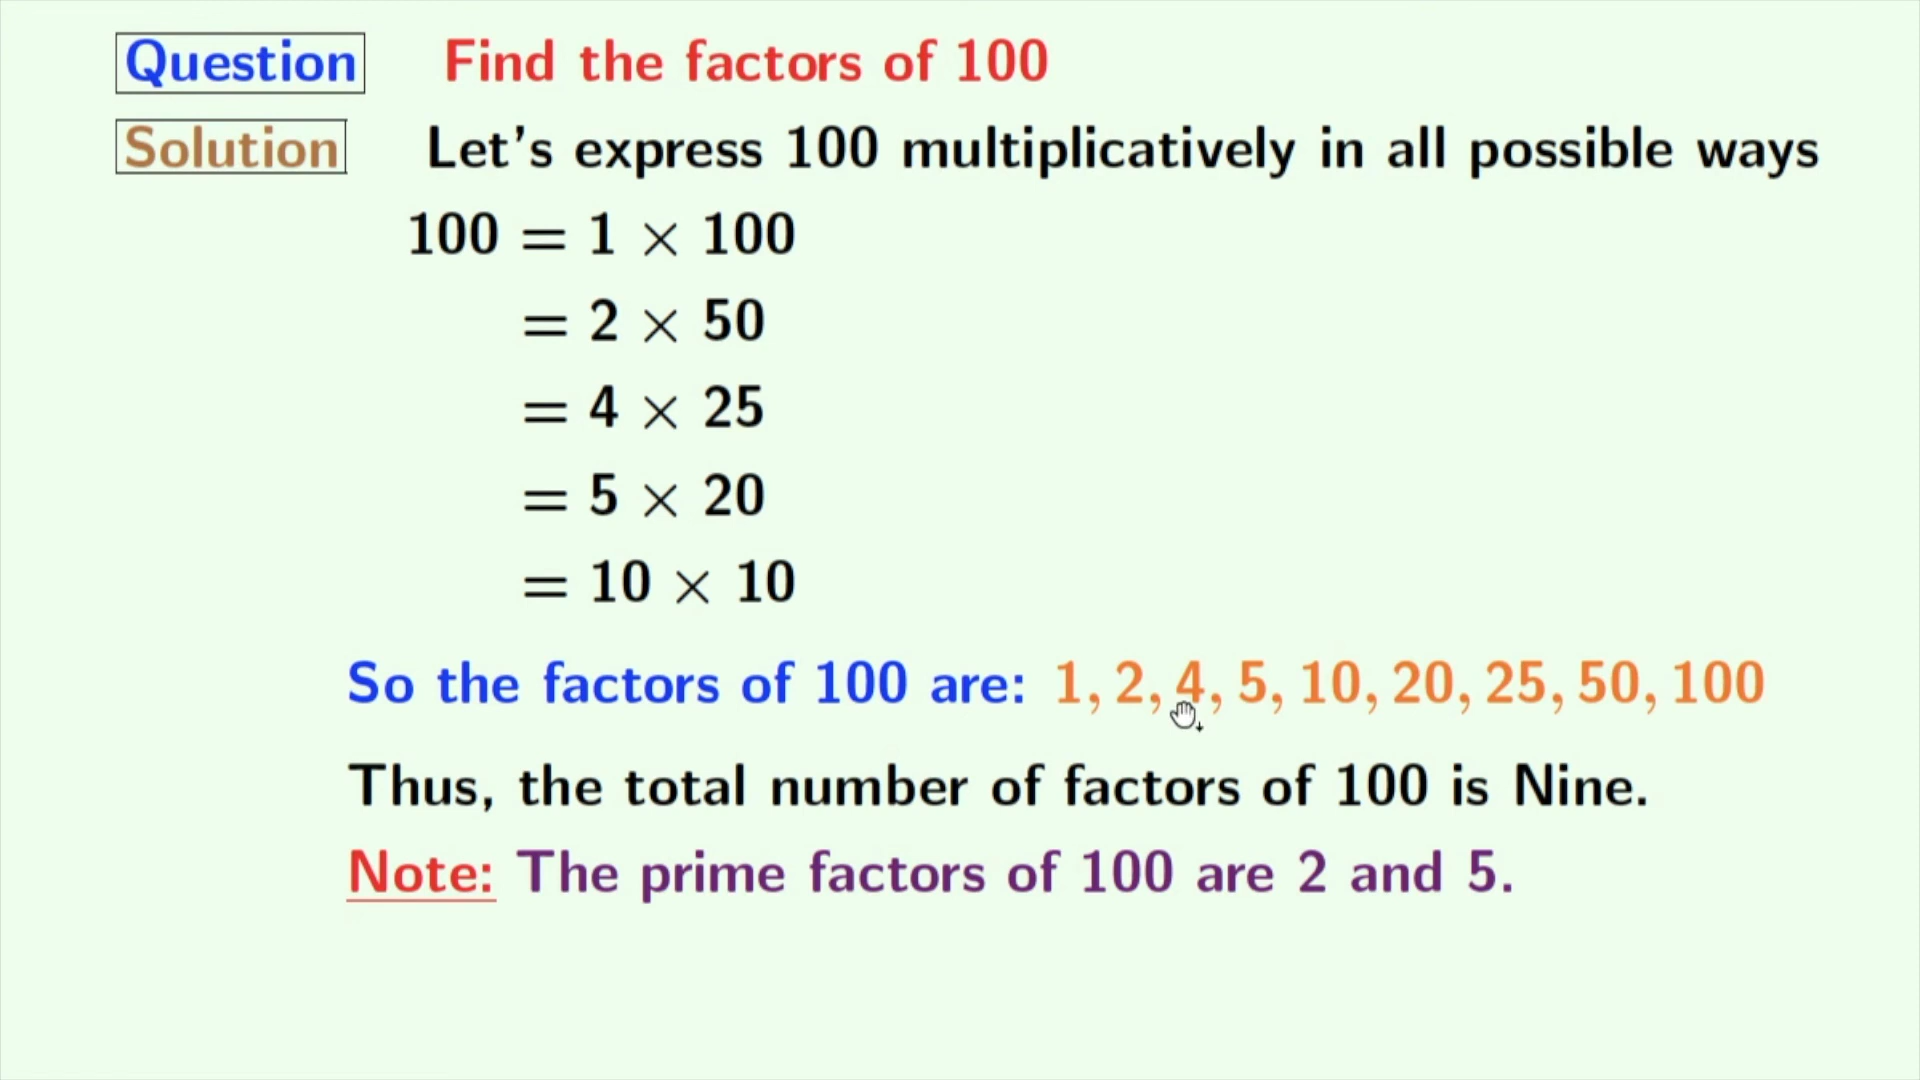 Question Find the factors of 100
Solution Let's express 100 multiplicatively in all possible ways
100 = 1 × 100
= 2 × 50
= 4 × 25
= 5 × 20
= 10 × 10
So the factors of 100 are: 1, 2, 4, 5, 10, 20, 25, 50, 100
Thus, the total number of factors of 100 is Nine.
Note: The prime factors of 100 are 2 and 5.